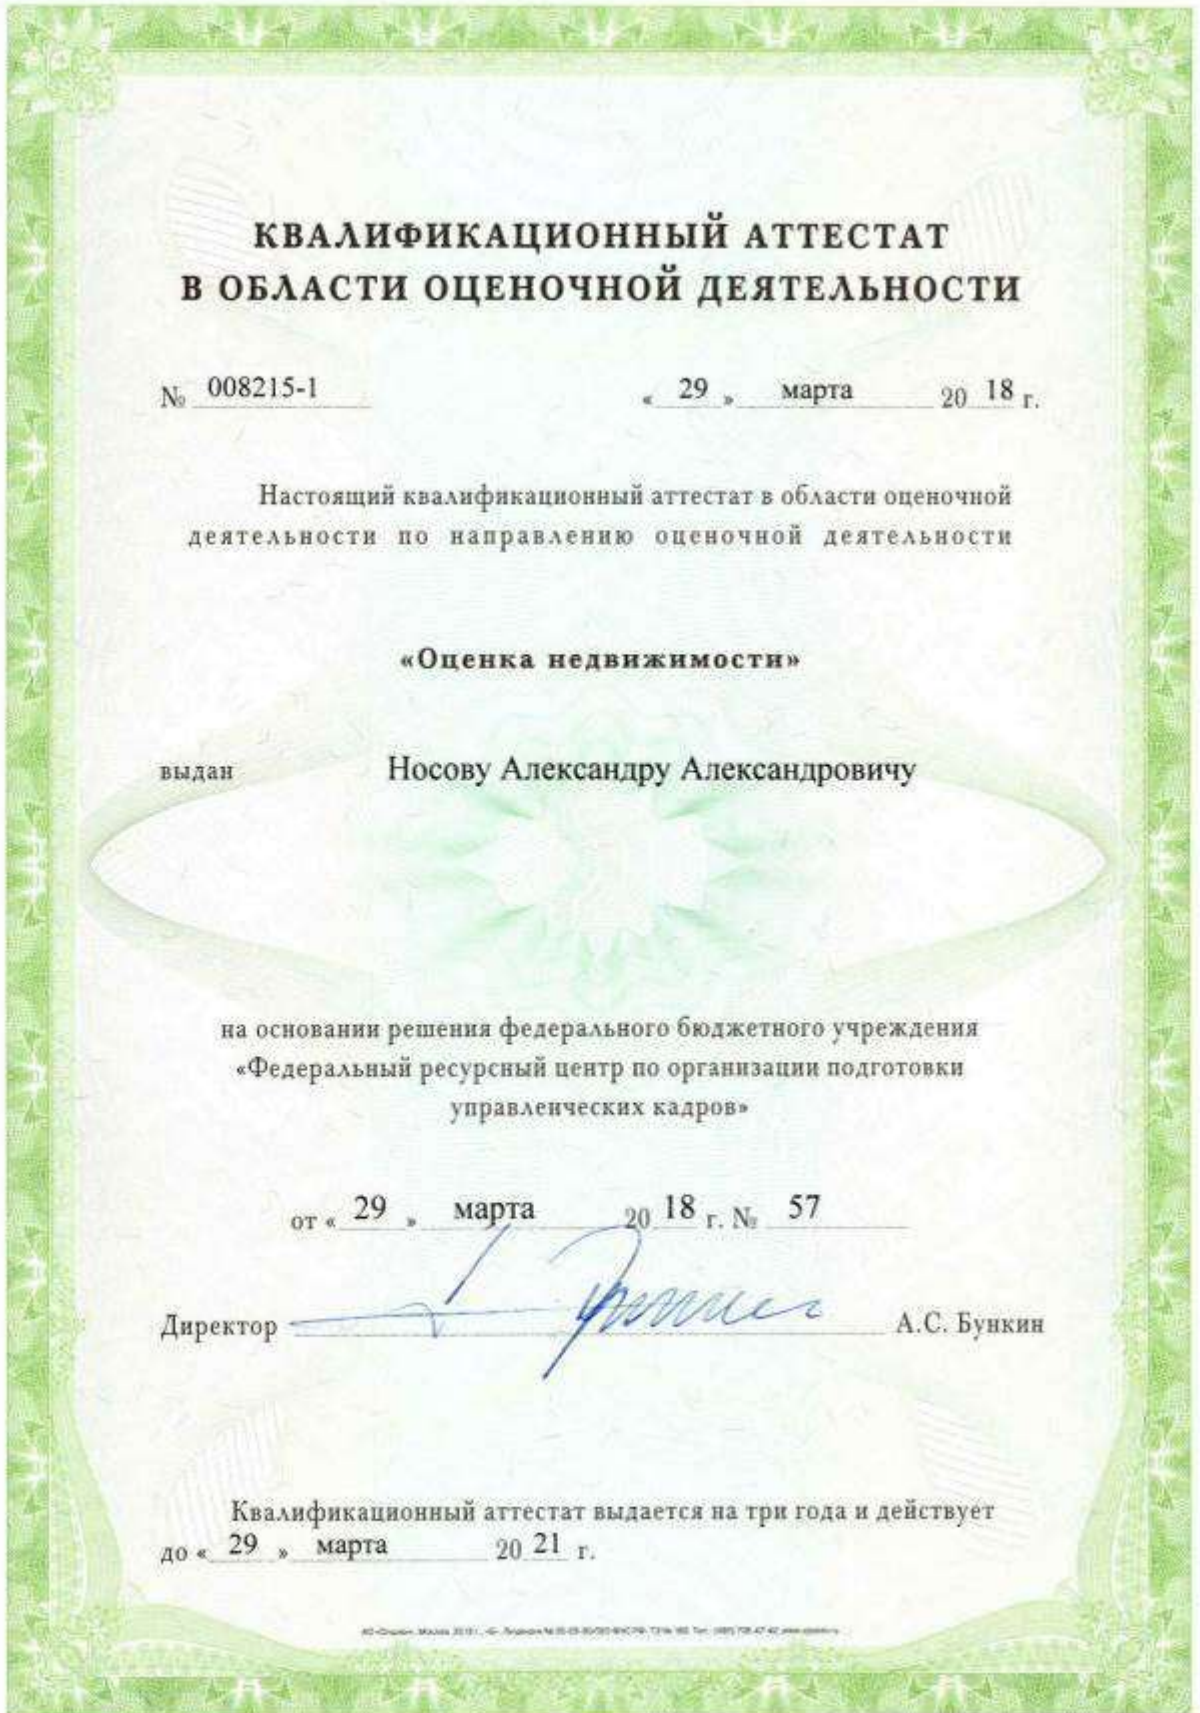 КВАЛИФИКАЦИОННЫЙ АТТЕСТАТ
В ОБЛАСТИ ОЦЕНОЧНОЙ ДЕЯТЕЛЬНОСТИ
№ 008215-1 « 29 » марта 20 18 г.
Настоящий квалификационный аттестат в области оценочной
деятельности по направлению оценочной деятельности
«Оценка недвижимости»
выдан Носову Александру Александровичу
на основании решения федерального бюджетного учреждения
«Федеральный ресурсный центр по организации подготовки
управленческих кадров»
от « 29 » марта 20 18 г. № 57
Директор А.С. Бункин
Квалификационный аттестат выдается на три года и действует
до « 29 » марта 20 21 г.